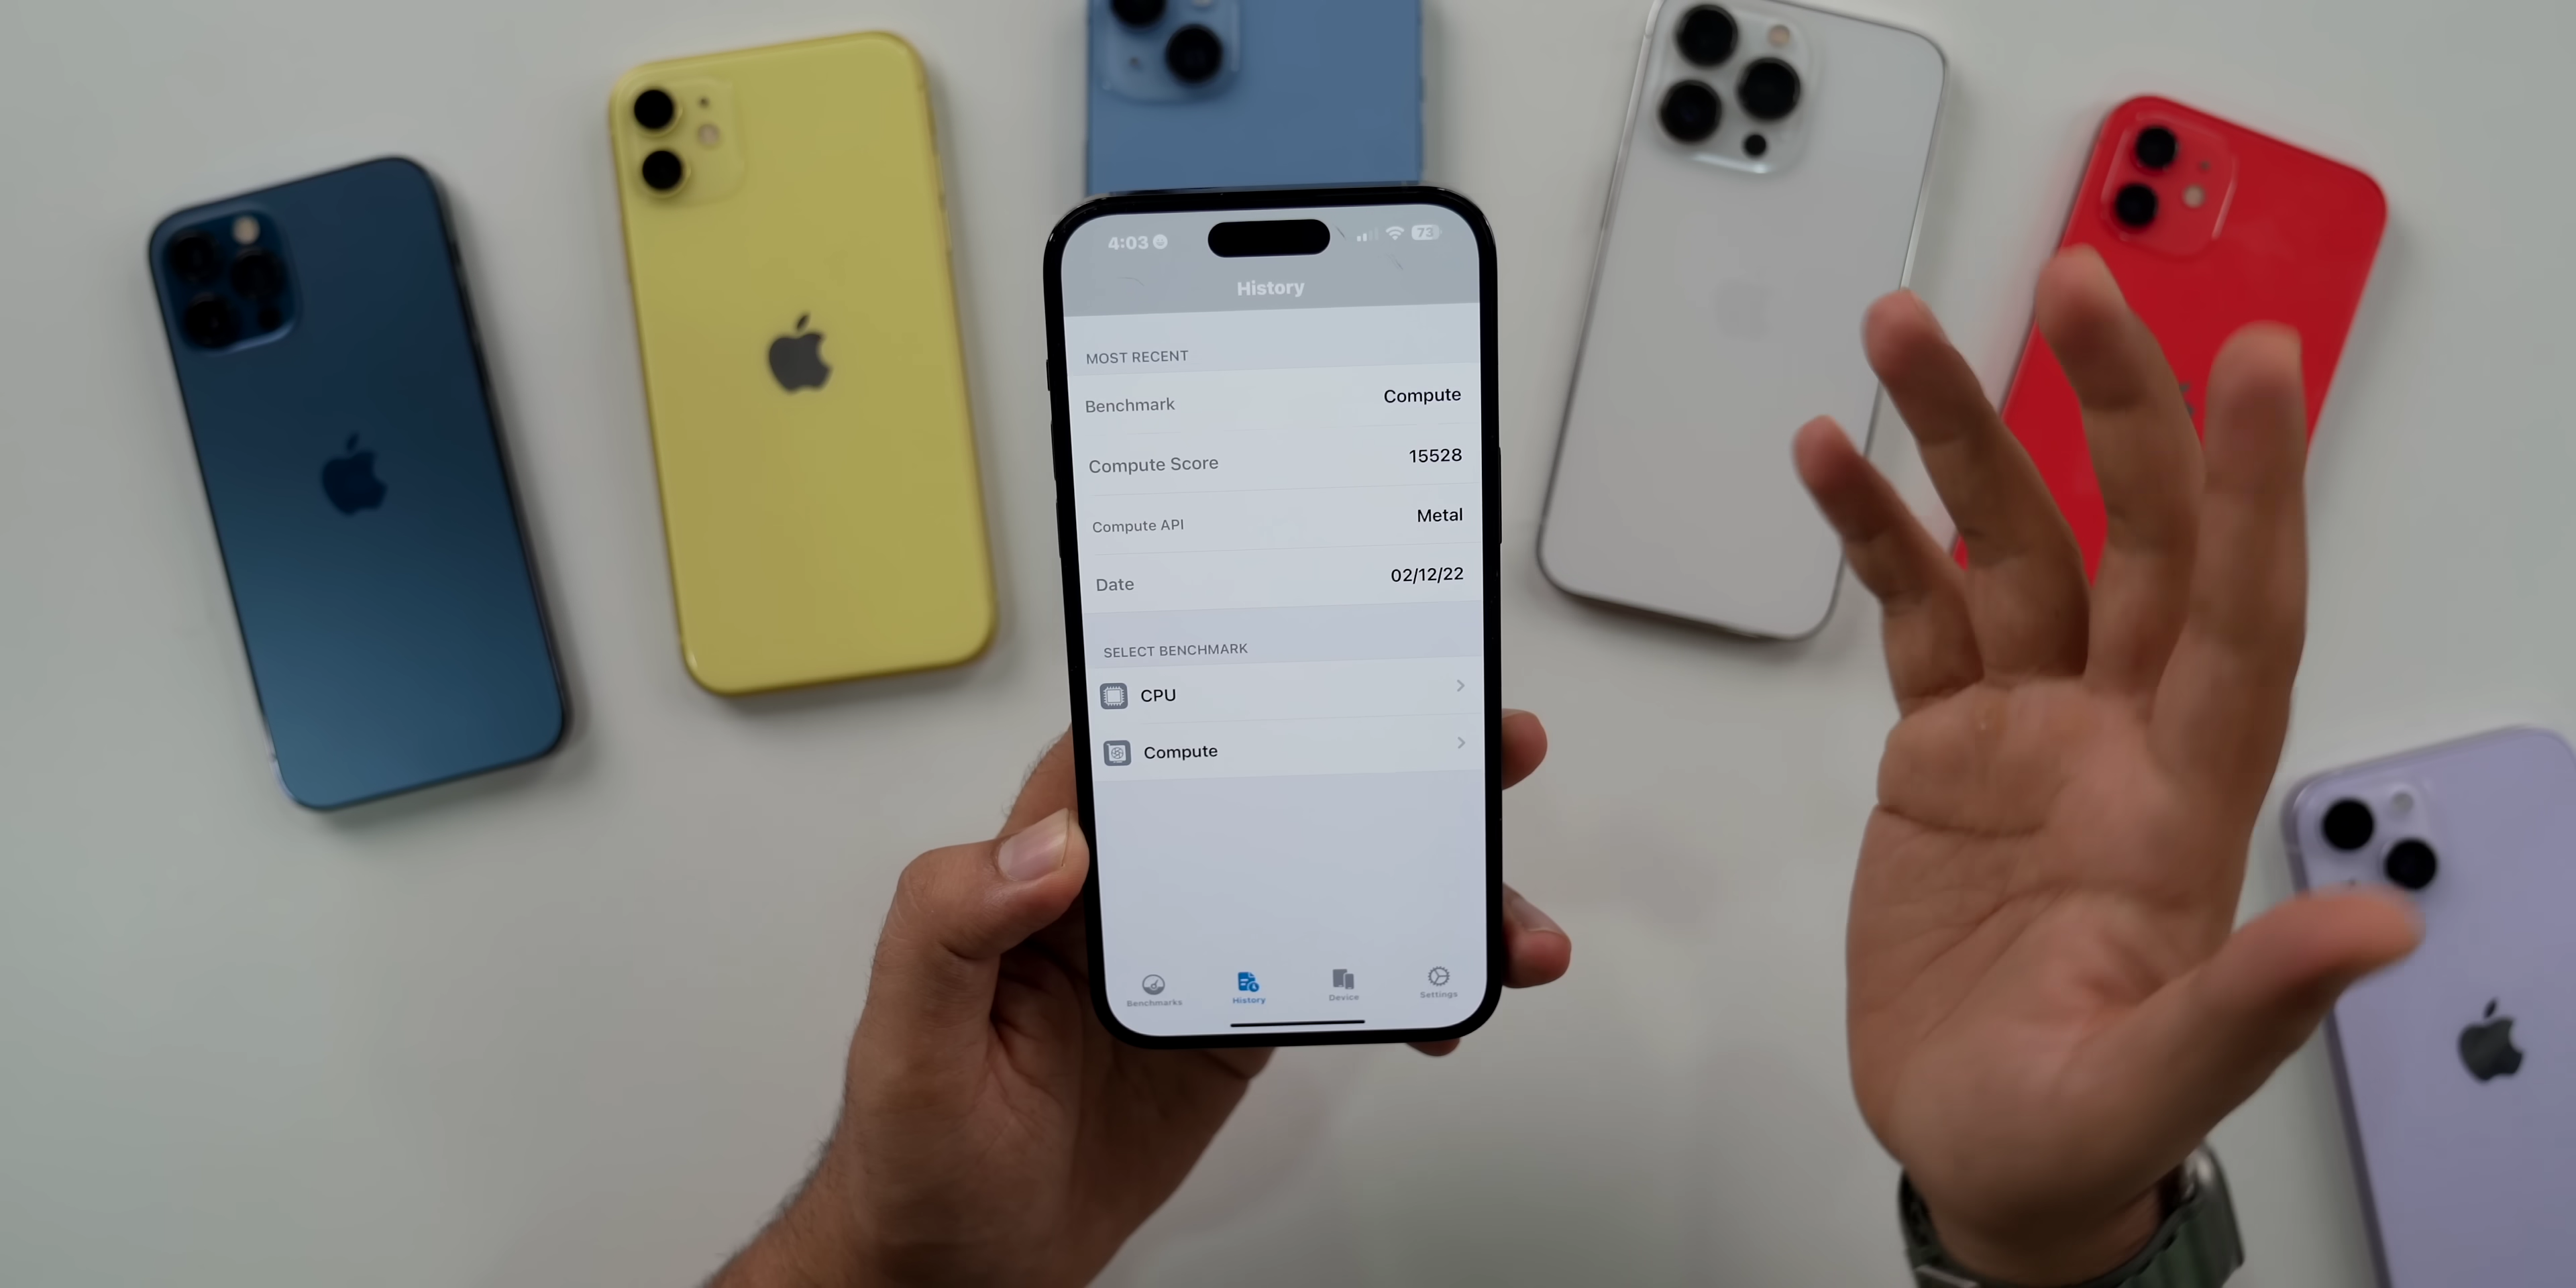 4:03 73
History
MOST RECENT
Benchmark Compute
Compute Score 15528
Compute API Metal
Date 02/12/22
SELECT BENCHMARK
CPU
Compute
Benchmarks History Device Settings